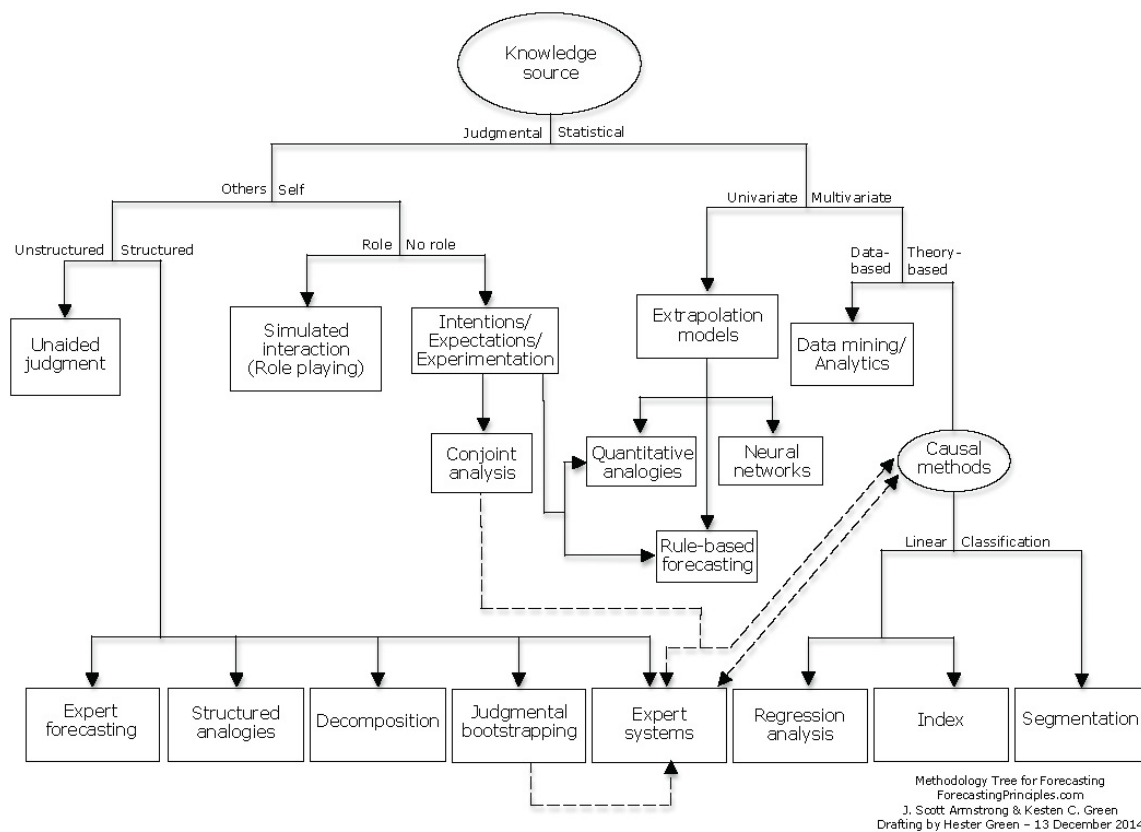 Knowledge
source
Judgmental Statistical
Others Self
Univariate Multivariate
Unstructured Structured
Role No role
Data-
based
Theory-
based
Unaided
judgment
Simulated
interaction
(Role playing)
Intentions/
Expectations/
Experimentation
Extrapolation
models
Data mining/
Analytics
Conjoint
analysis
Quantitative
analogies
Neural
networks
Causal
methods
Rule-based
forecasting
Linear Classification
Expert
forecasting
Structured
analogies
Decomposition
Judgmental
bootstrapping
Expert
systems
Regression
analysis
Index
Segmentation
Methodology Tree for Forecasting
ForecastingPrinciples.com
J. Scott Armstrong & Kesten C. Green
Drafting by Hester Green – 13 December 2014